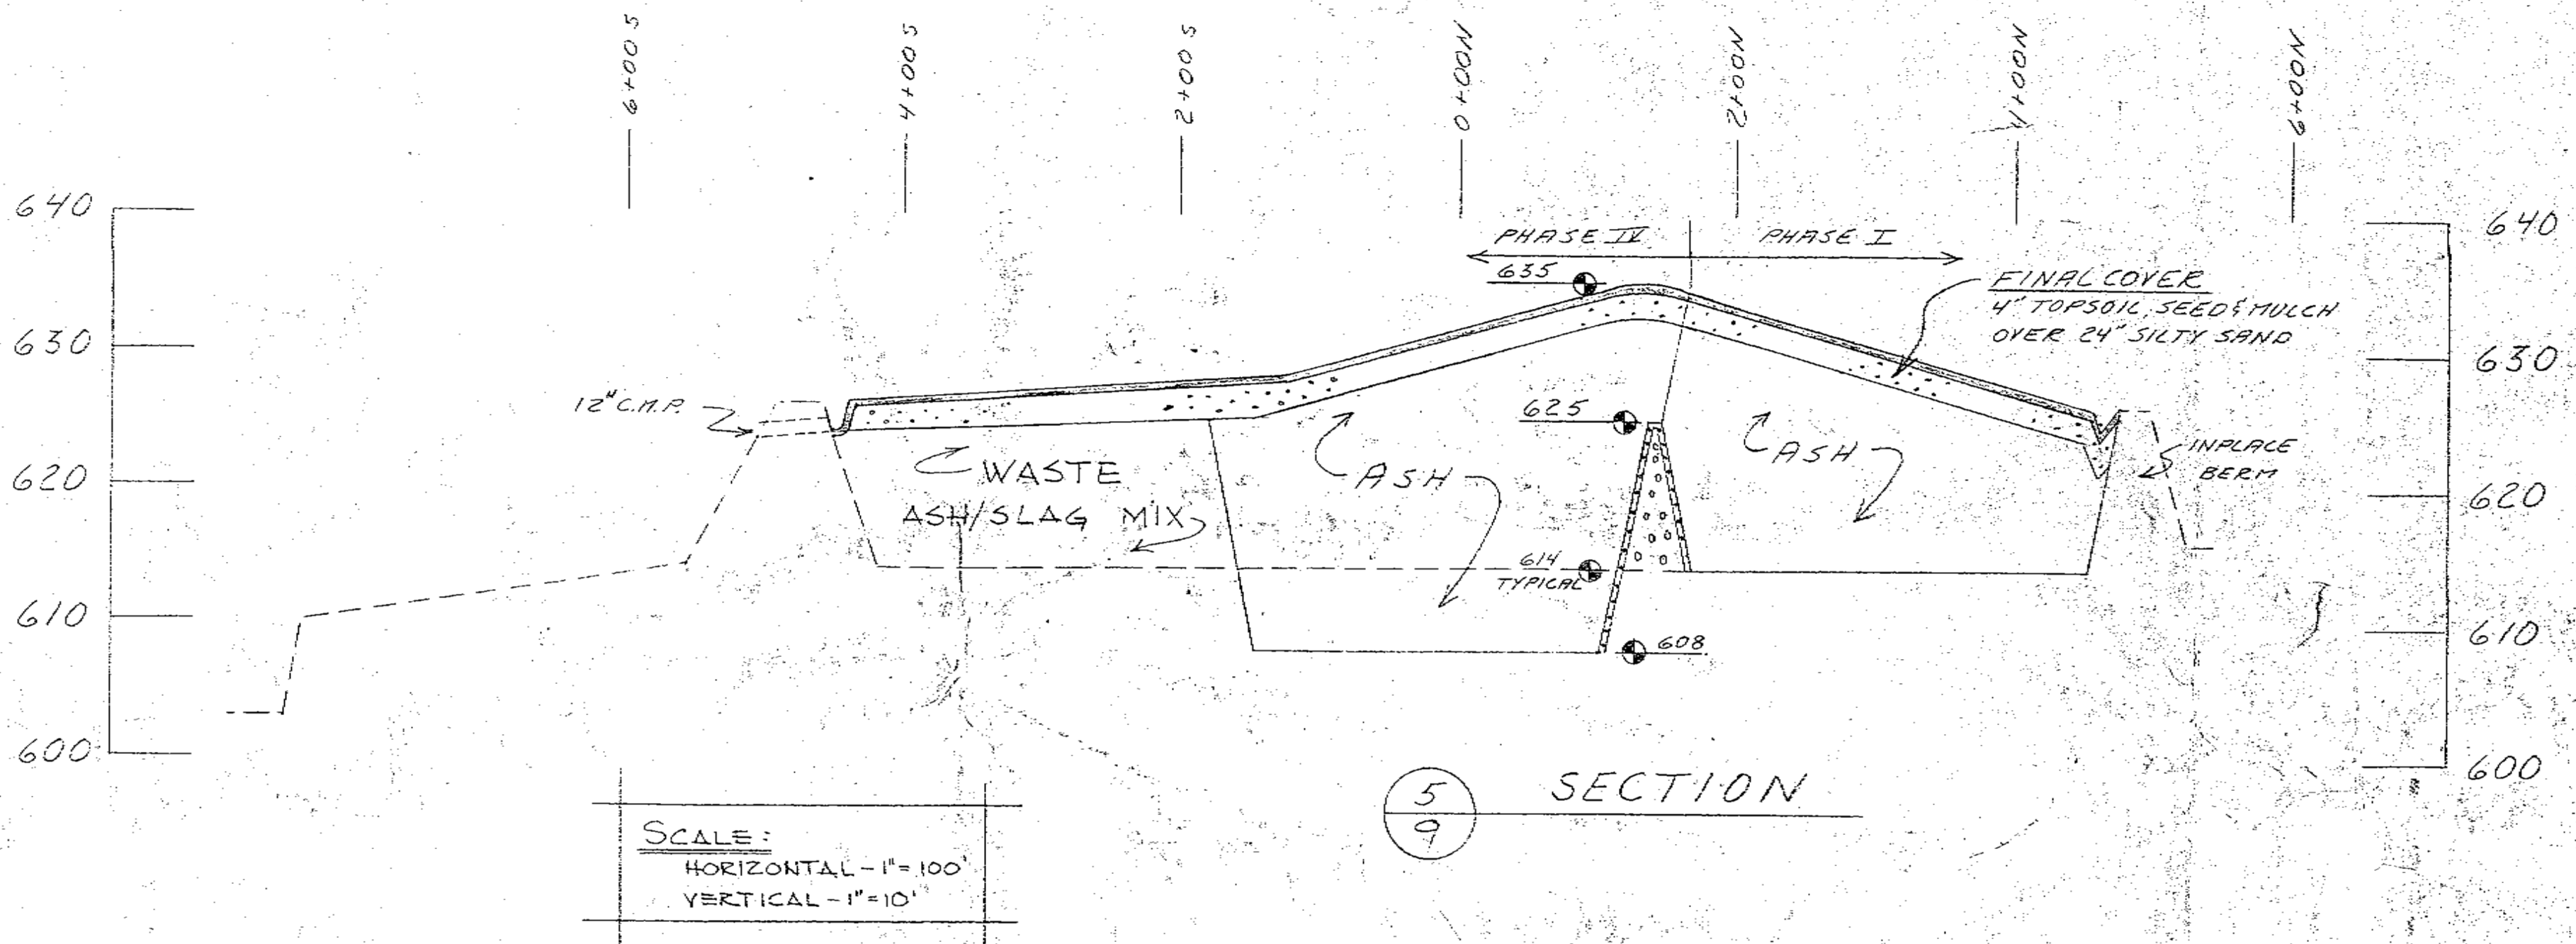 6+00S
4+00S
2+00S
0+00N
2+00N
4+00N
6+00N
640
630
620
610
600
640
630
620
610
600
PHASE IV
PHASE I
635
FINAL COVER
4" TOPSOIL, SEED & MULCH
OVER 24" SILTY SAND
12" C.M.P.
625
WASTE
ASH/SLAG MIX
ASH
ASH
INPLACE
BERM
614
TYPICAL
608
5
9
SECTION
SCALE:
HORIZONTAL - 1" = 100'
VERTICAL - 1" = 10'